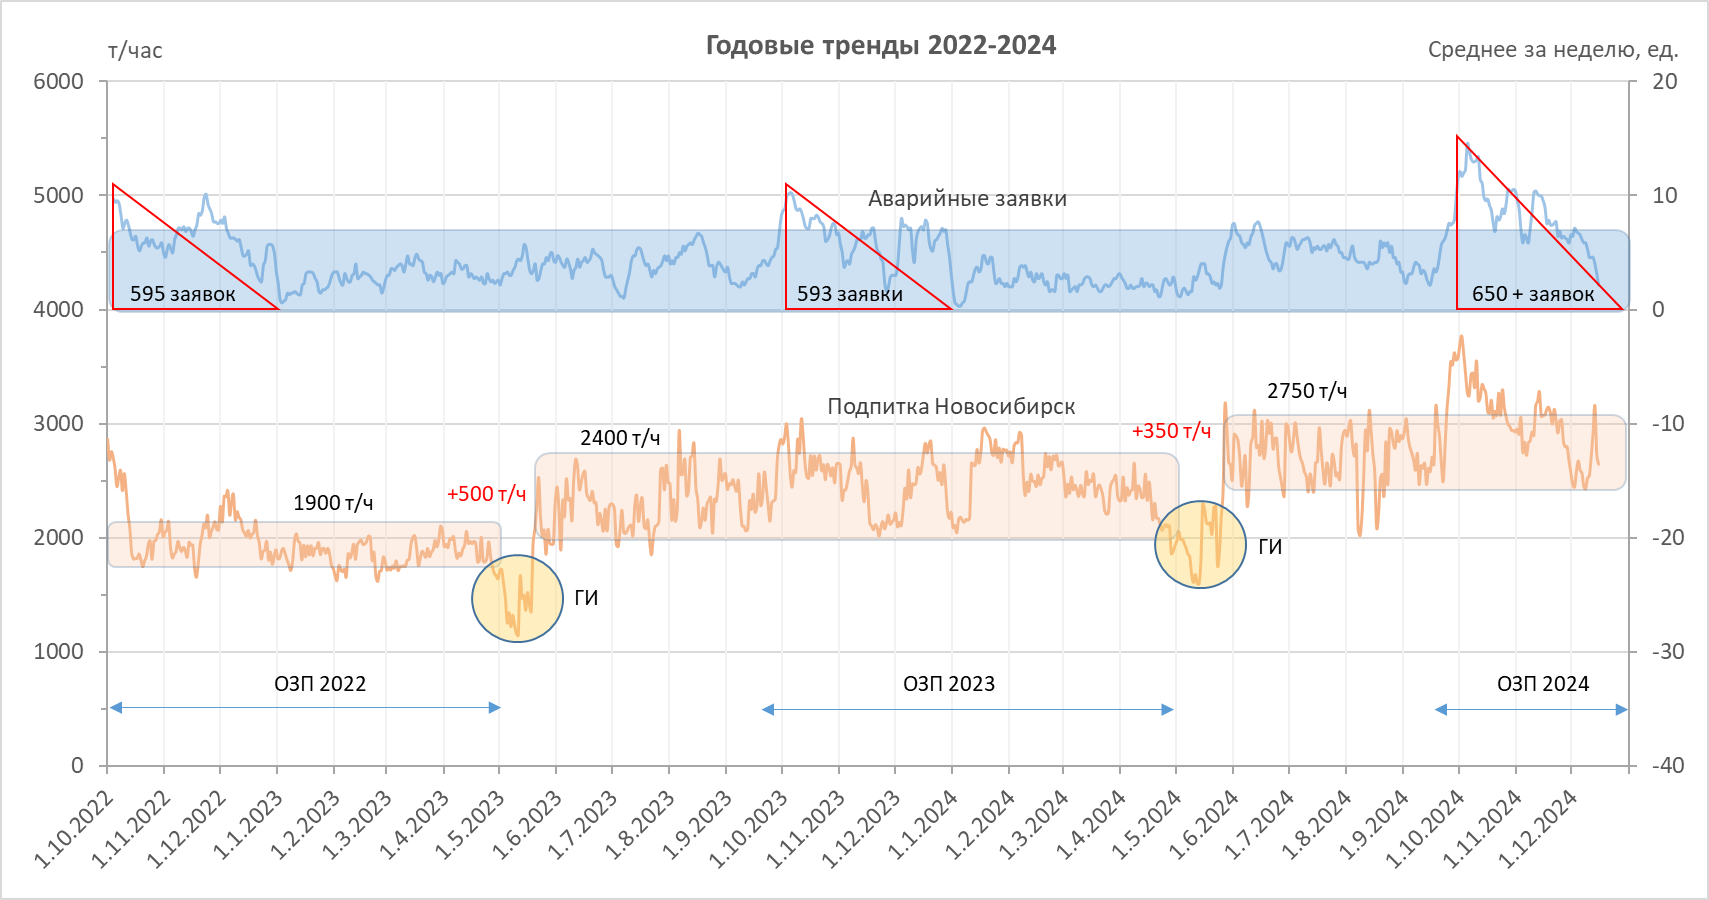 Годовые тренды 2022-2024
т/час
Среднее за неделю, ед.
6000
5000
4000
3000
2000
1000
0
20
10
0
-10
-20
-30
-40
Аварийные заявки
595 заявок
593 заявки
650 + заявок
Подпитка Новосибирск
1900 т/ч
+500 т/ч
2400 т/ч
+350 т/ч
2750 т/ч
ГИ
ГИ
ОЗП 2022
ОЗП 2023
ОЗП 2024
1.10.2022
1.11.2022
1.12.2022
1.1.2023
1.2.2023
1.3.2023
1.4.2023
1.5.2023
1.6.2023
1.7.2023
1.8.2023
1.9.2023
1.10.2023
1.11.2023
1.12.2023
1.1.2024
1.2.2024
1.3.2024
1.4.2024
1.5.2024
1.6.2024
1.7.2024
1.8.2024
1.9.2024
1.10.2024
1.11.2024
1.12.2024